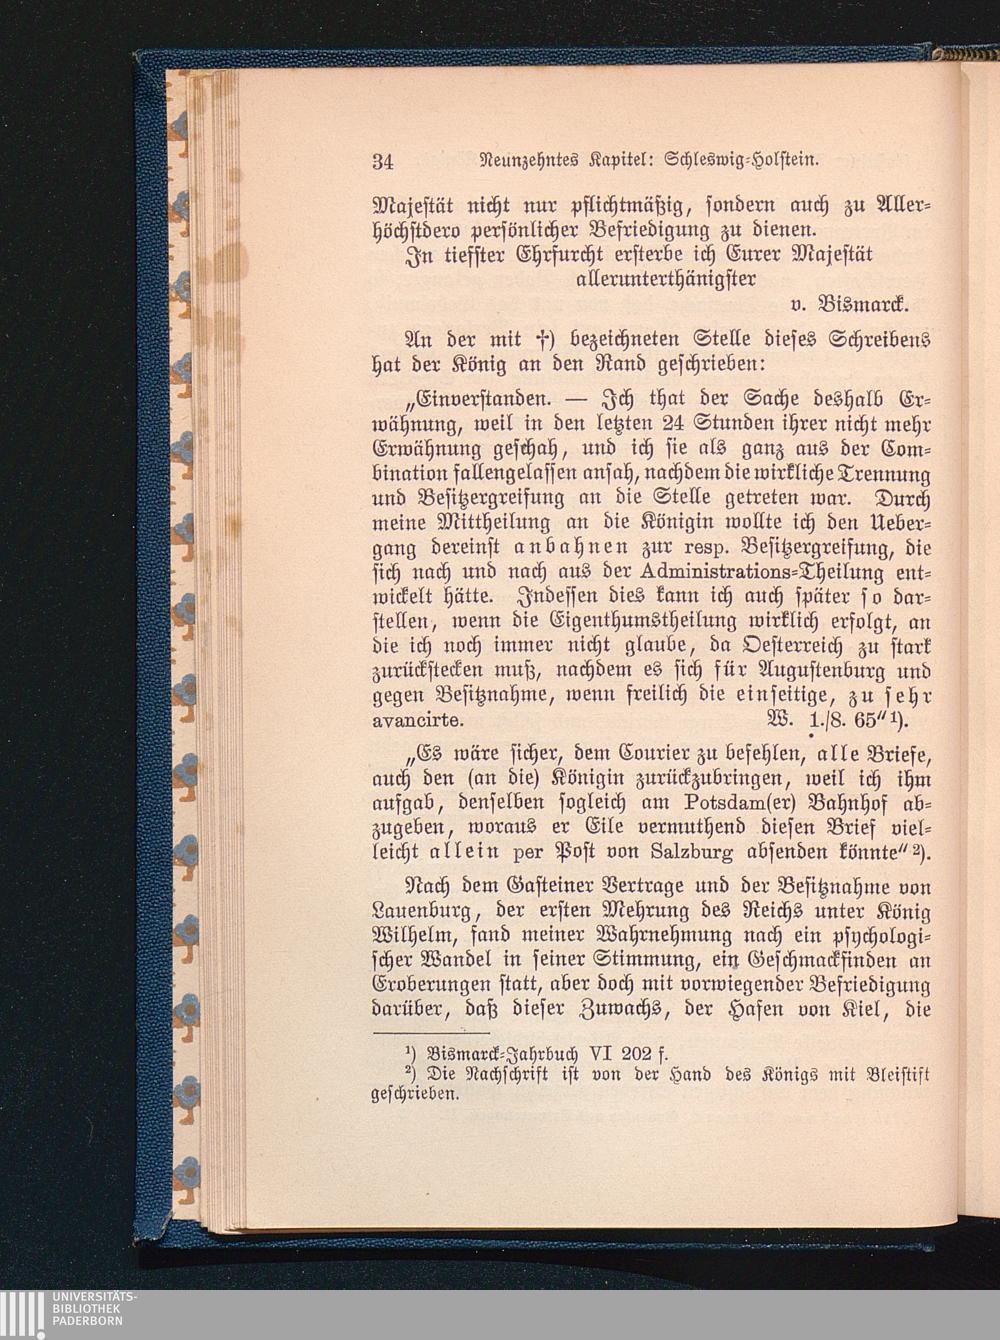 34 Neunzehntes Kapitel: Schleswig-Holstein.
Majestät nicht nur pflichtmäßig, sondern auch zu Aller-
höchstdero persönlicher Befriedigung zu dienen.
In tiefster Ehrfurcht ersterbe ich Eurer Majestät
allerunterthänigster
v. Bismarck.
An der mit †) bezeichneten Stelle dieses Schreibens
hat der König an den Rand geschrieben:
„Einverstanden. — Ich that der Sache deshalb Er-
wähnung, weil in den letzten 24 Stunden ihrer nicht mehr
Erwähnung geschah, und ich sie als ganz aus der Com-
bination fallengelassen ansah, nachdem die wirkliche Trennung
und Besitzergreifung an die Stelle getreten war. Durch
meine Mittheilung an die Königin wollte ich den Ueber-
gang dereinst anbahnen zur resp. Besitzergreifung, die
sich nach und nach aus der Administrations-Theilung ent-
wickelt hätte. Indessen dies kann ich auch später so dar-
stellen, wenn die Eigenthumstheilung wirklich erfolgt, an
die ich noch immer nicht glaube, da Oesterreich zu stark
zurückstecken muß, nachdem es sich für Augustenburg und
gegen Besitznahme, wenn freilich die einseitige, zu sehr
avancirte. W. 1./8. 65“ ¹).
„Es wäre sicher, dem Courier zu befehlen, alle Briefe,
auch den (an die) Königin zurückzubringen, weil ich ihm
aufgab, denselben sogleich am Potsdam(er) Bahnhof ab-
zugeben, woraus er Eile vermuthend diesen Brief viel-
leicht allein per Post von Salzburg absenden könnte“ ²).
Nach dem Gasteiner Vertrage und der Besitznahme von
Lauenburg, der ersten Mehrung des Reichs unter König
Wilhelm, fand meiner Wahrnehmung nach ein psychologi-
scher Wandel in seiner Stimmung, ein Geschmackfinden an
Eroberungen statt, aber doch mit vorwiegender Befriedigung
darüber, daß dieser Zuwachs, der Hafen von Kiel, die
¹) Bismarck-Jahrbuch VI 202 f.
²) Die Nachschrift ist von der Hand des Königs mit Bleistift
geschrieben.
UNIVERSITÄTS-
BIBLIOTHEK
PADERBORN